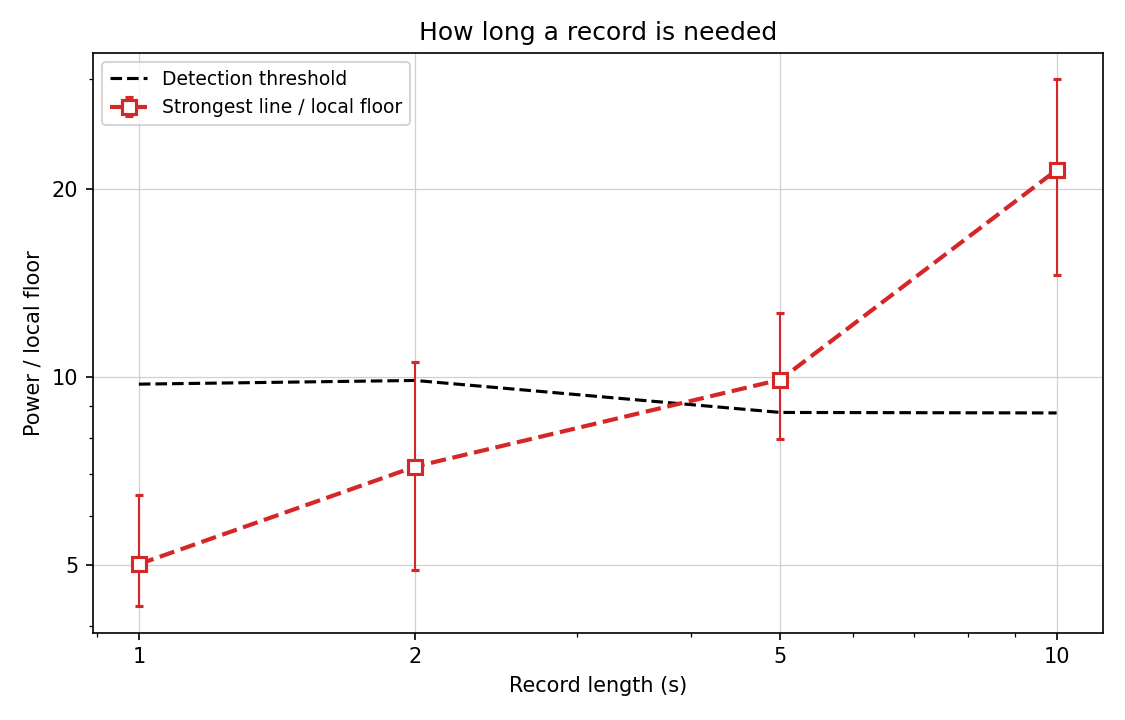 How long a record is needed
Detection threshold
Strongest line / local floor
Power / local floor
20
10
5
1
2
5
10
Record length (s)